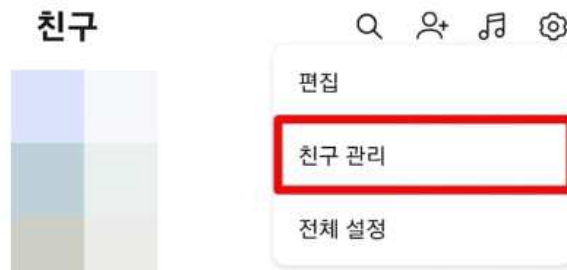 친구
편집
친구 관리
전체 설정